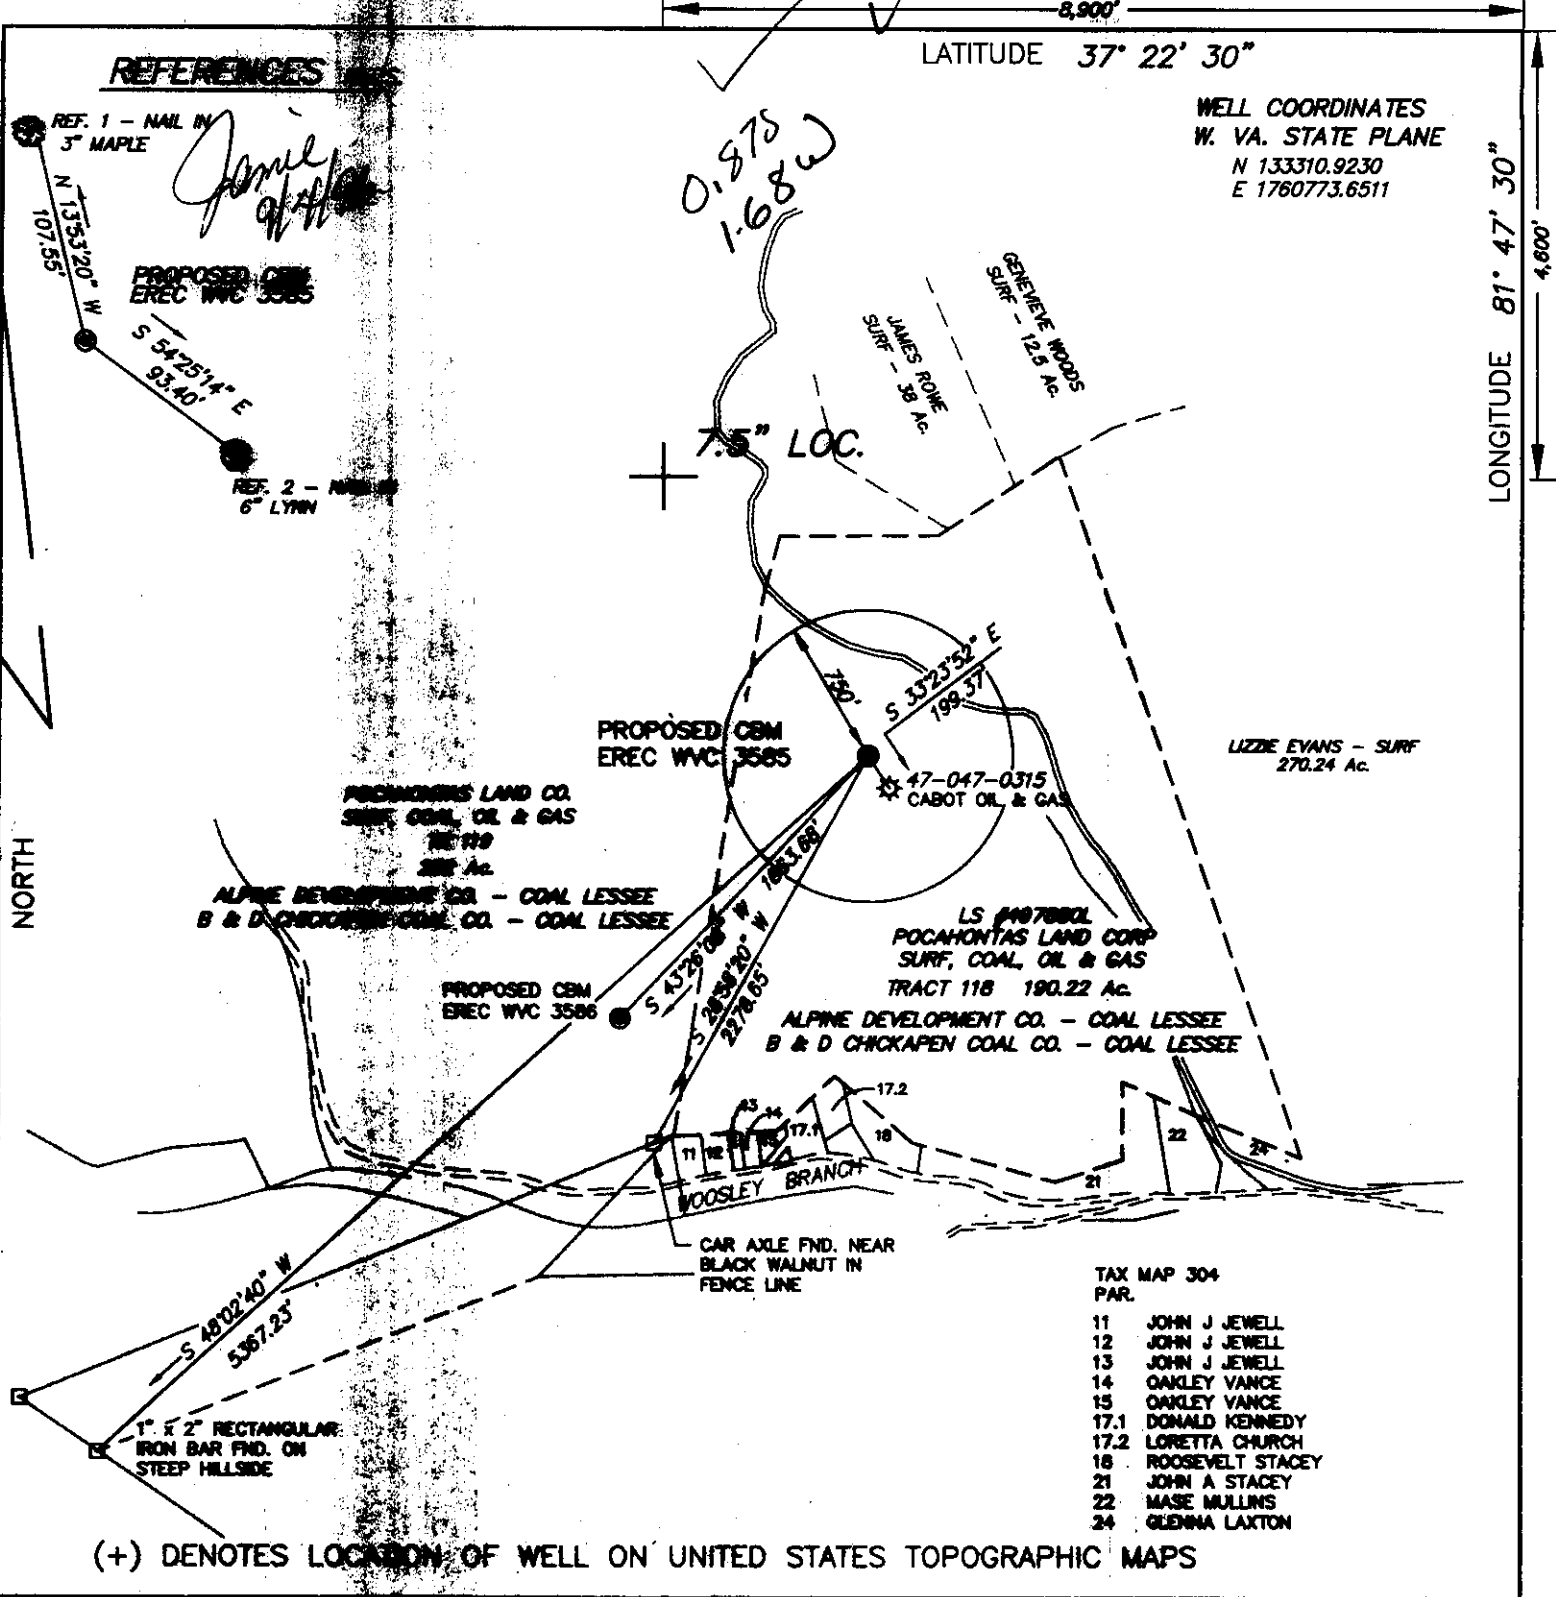 8,900'
LATITUDE 37° 22' 30"
REFERENCES
REF. 1 - NAIL IN
3" MAPLE
Jamie
N 13°53'20" W
107.55'
PROPOSED CBM
EREC WVC 3585
S 54°25'14" E
93.40'
REF. 2 -
6" LYNN
0.87S
1.68W
WELL COORDINATES
W. VA. STATE PLANE
N 133310.9230
E 1760773.6511
LONGITUDE 81° 47' 30"
4,600'
GENEVIEVE WOODS
SURF - 12.5 Ac.
JAMES ROWE
SURF - 38 Ac.
7.5" LOC.
750'
S 33°23'52" E
199.37'
PROPOSED CBM
EREC WVC 3585
47-047-0315
CABOT OIL & GAS
LIZZIE EVANS - SURF
270.24 Ac.
POCAHONTAS LAND CO.
SURF, COAL, OIL & GAS
Ac.
ALPINE DEVELOPMENT CO. - COAL LESSEE
B & D CHICKAPEN COAL CO. - COAL LESSEE
NORTH
S 43°26'06" W
1663.68'
S 26°58'20" W
2278.65'
PROPOSED CBM
EREC WVC 3586
LS
POCAHONTAS LAND CORP
SURF, COAL, OIL & GAS
TRACT 118 190.22 Ac.
ALPINE DEVELOPMENT CO. - COAL LESSEE
B & D CHICKAPEN COAL CO. - COAL LESSEE
11
12
13
14
17.1
17.2
18
21
22
24
WOOSLEY BRANCH
CAR AXLE FND. NEAR
BLACK WALNUT IN
FENCE LINE
S 48°02'40" W
5367.23'
1" x 2" RECTANGULAR
IRON BAR FND. ON
STEEP HILLSIDE
TAX MAP 304
PAR.
11 JOHN J JEWELL
12 JOHN J JEWELL
13 JOHN J JEWELL
14 OAKLEY VANCE
15 OAKLEY VANCE
17.1 DONALD KENNEDY
17.2 LORETTA CHURCH
18 ROOSEVELT STACEY
21 JOHN A STACEY
22 MASE MULLINS
24 GLENNA LAXTON
(+) DENOTES LOCATION OF WELL ON UNITED STATES TOPOGRAPHIC MAPS